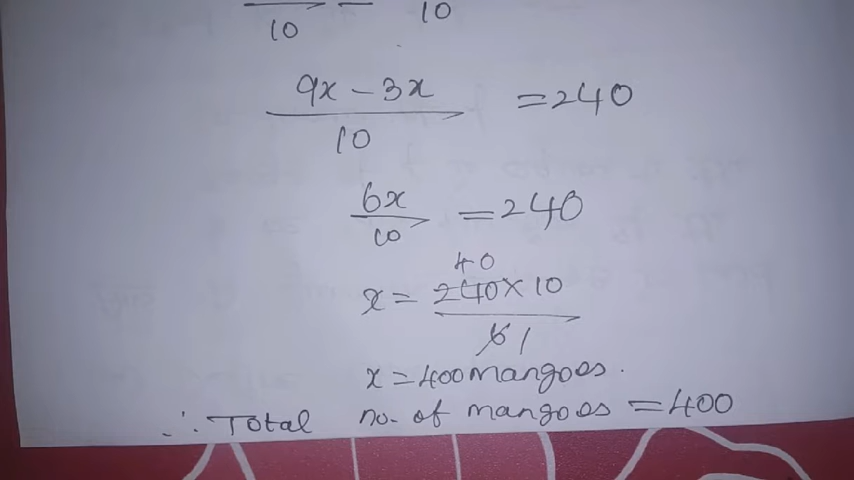 10 10
9x - 3x = 240
10
6x = 240
10
40
x = 240 x 10
6 1
x = 400 mangoes.
∴ Total no. of mangoes = 400